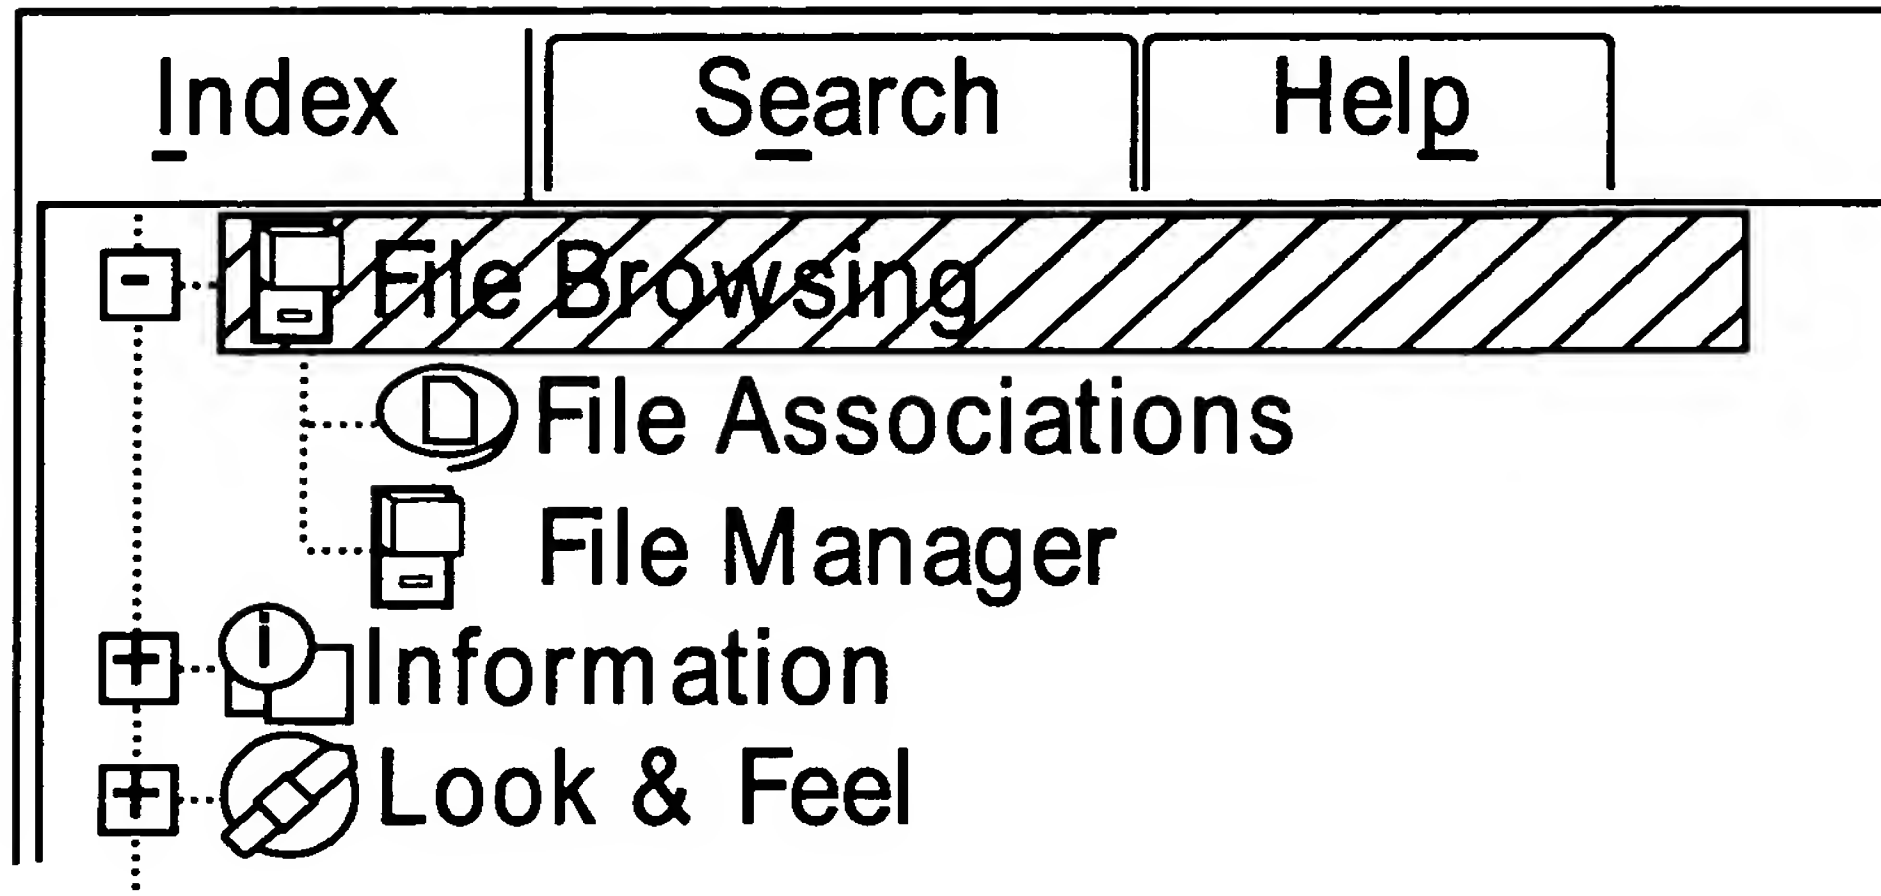 Index Search Help
File Browsing
File Associations
File Manager
Information
Look & Feel